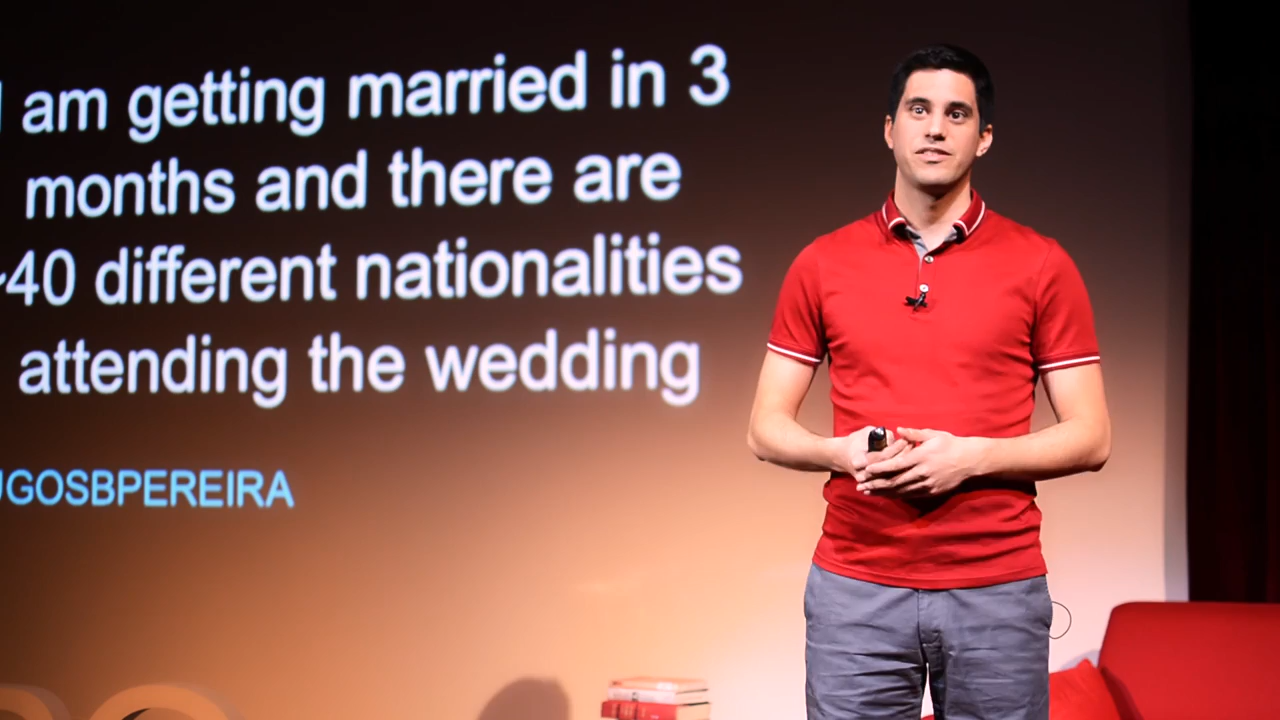 I am getting married in 3
months and there are
~40 different nationalities
attending the wedding
UGOSBPEREIRA